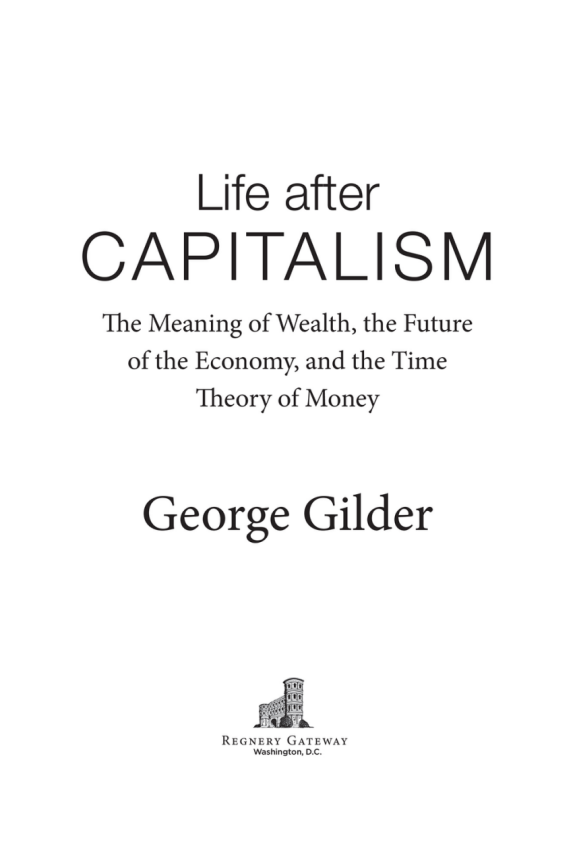 Life after
CAPITALISM
The Meaning of Wealth, the Future
of the Economy, and the Time
Theory of Money
George Gilder
REGNERY GATEWAY
Washington, D.C.